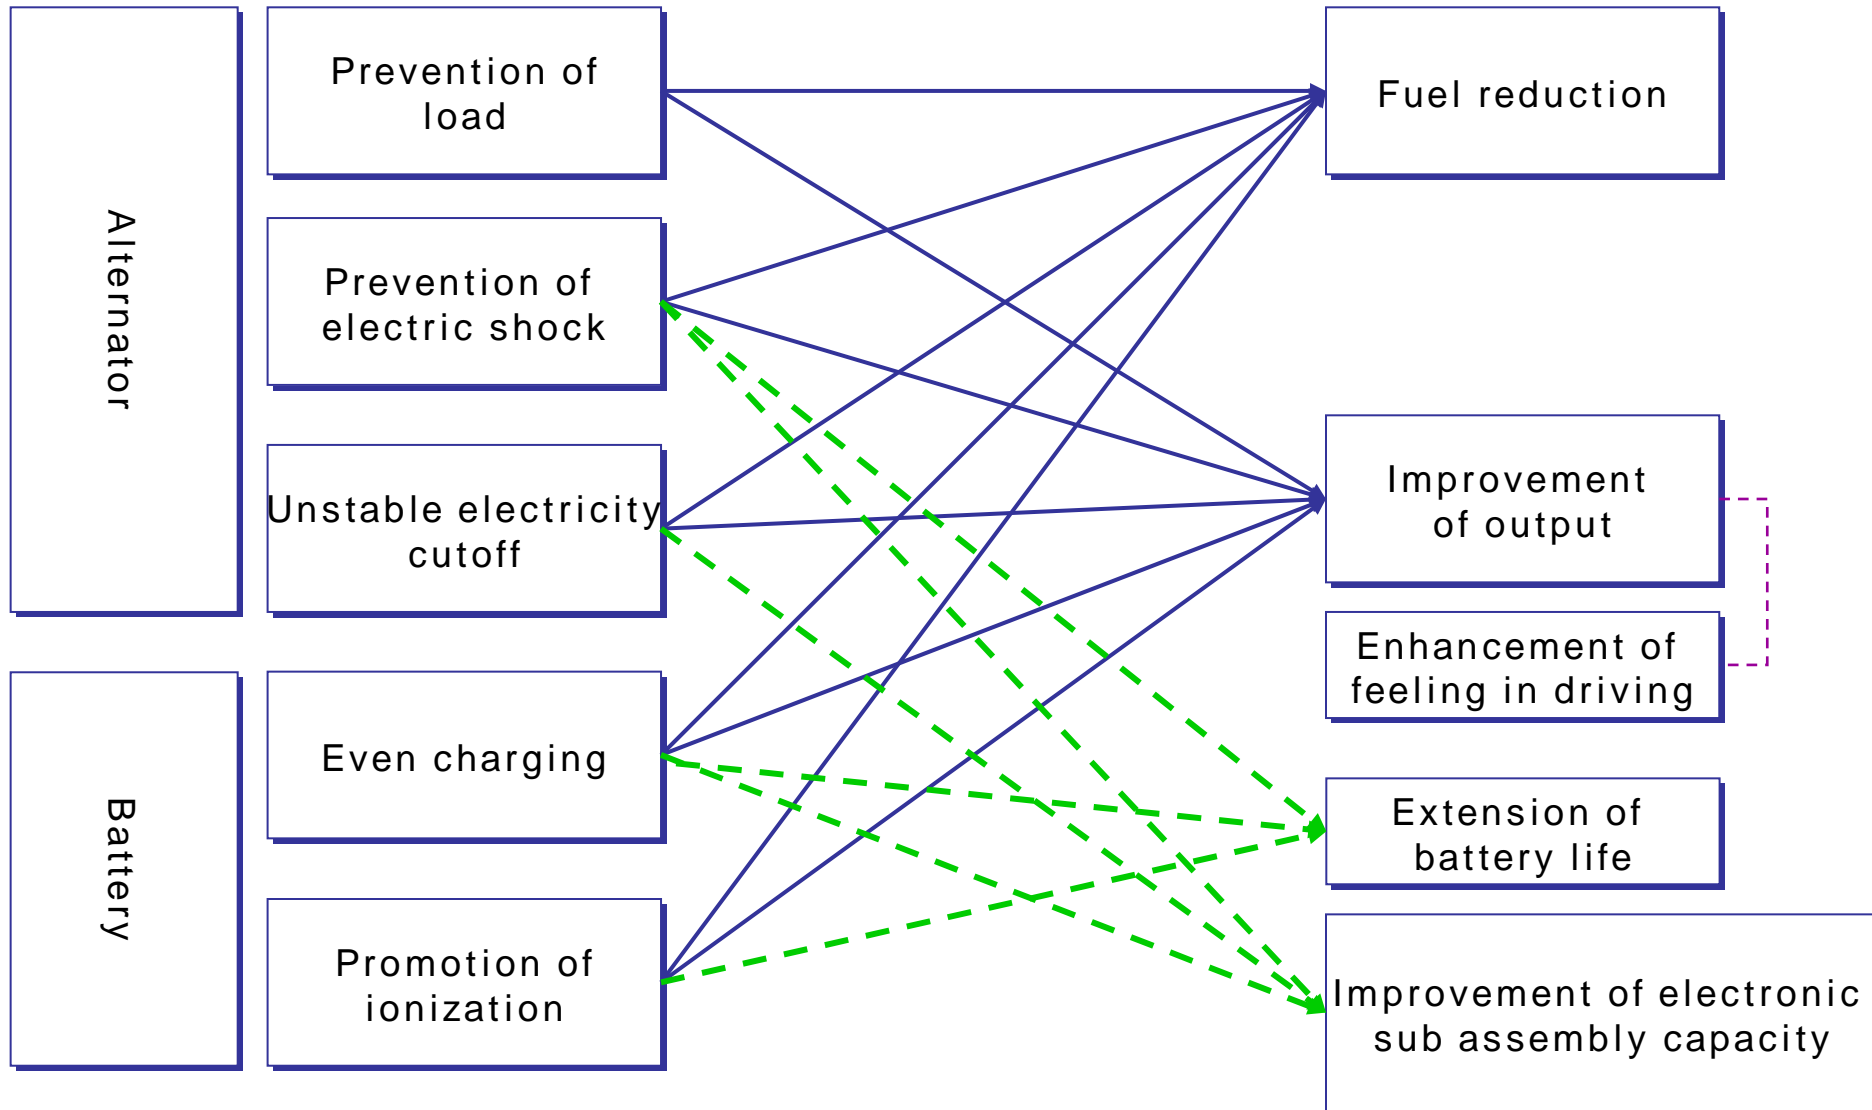 Alternator
Prevention of
load
Prevention of
electric shock
Unstable electricity
cutoff
Battery
Even charging
Promotion of
ionization
Fuel reduction
Improvement
of output
Enhancement of
feeling in driving
Extension of
battery life
Improvement of electronic
sub assembly capacity